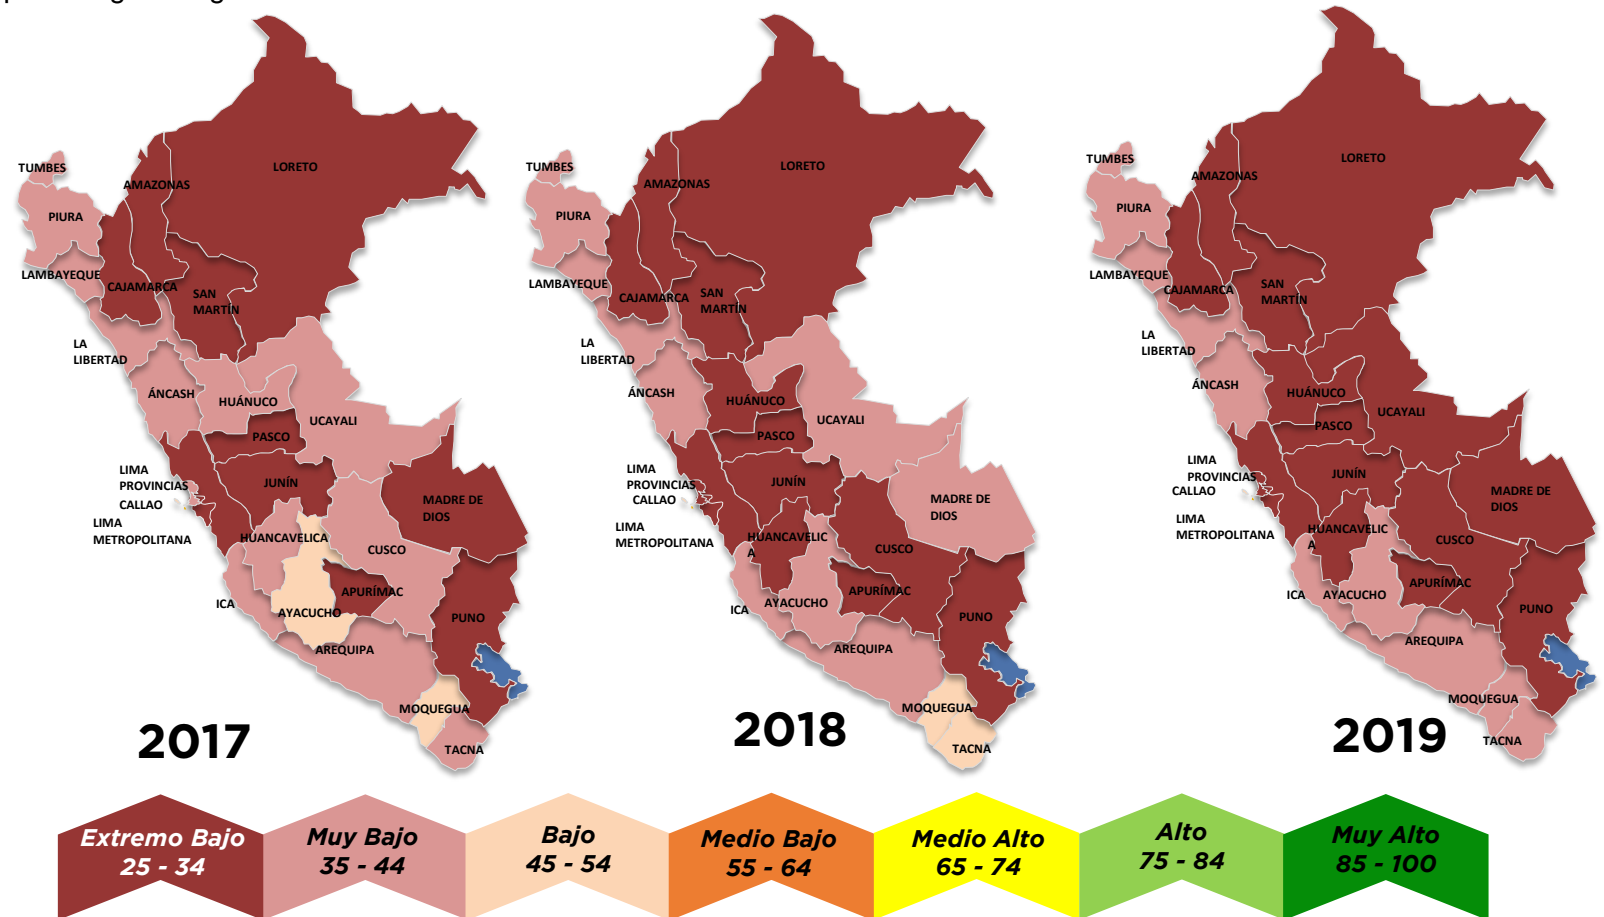 TUMBES
PIURA
LAMBAYEQUE
AMAZONAS
LORETO
CAJAMARCA
SAN
MARTÍN
LA
LIBERTAD
ÁNCASH
HUÁNUCO
UCAYALI
PASCO
LIMA
PROVINCIAS
CALLAO
LIMA
METROPOLITANA
JUNÍN
MADRE DE
DIOS
HUANCAVELICA
CUSCO
ICA
AYACUCHO
APURÍMAC
PUNO
AREQUIPA
MOQUEGUA
TACNA
2017
TUMBES
PIURA
LAMBAYEQUE
AMAZONAS
LORETO
CAJAMARCA
SAN
MARTÍN
LA
LIBERTAD
ÁNCASH
HUÁNUCO
UCAYALI
PASCO
LIMA
PROVINCIAS
CALLAO
LIMA
METROPOLITANA
JUNÍN
MADRE DE
DIOS
HUANCAVELIC
A
CUSCO
ICA
AYACUCHO
APURÍMAC
PUNO
AREQUIPA
MOQUEGUA
TACNA
2018
TUMBES
PIURA
LAMBAYEQUE
AMAZONAS
LORETO
CAJAMARCA
SAN
MARTÍN
LA
LIBERTAD
ÁNCASH
HUÁNUCO
UCAYALI
PASCO
LIMA
PROVINCIAS
CALLAO
LIMA
METROPOLITANA
JUNÍN
MADRE DE
DIOS
HUANCAVELIC
A
CUSCO
ICA
AYACUCHO
APURÍMAC
PUNO
AREQUIPA
MOQUEGUA
TACNA
2019
Extremo Bajo
25 - 34
Muy Bajo
35 - 44
Bajo
45 - 54
Medio Bajo
55 - 64
Medio Alto
65 - 74
Alto
75 - 84
Muy Alto
85 - 100